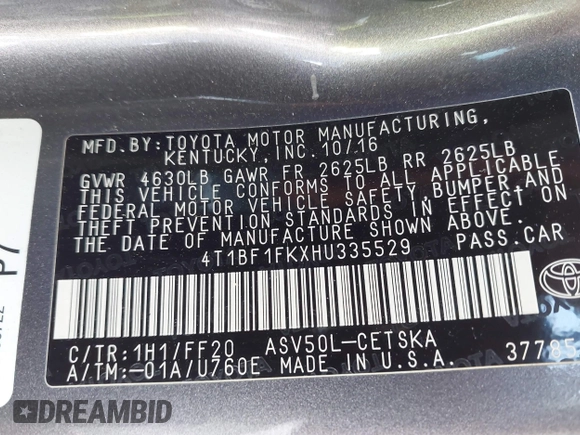 MFD.BY:TOYOTA MOTOR MANUFACTURING,
KENTUCKY,INC.10/16
GVWR 4630LB GAWR FR 2625LB RR 2625LB
THIS VEHICLE CONFORMS TO ALL APPLICABLE
FEDERAL MOTOR VEHICLE SAFETY,BUMPER,AND
THEFT PREVENTION STANDARDS IN EFFECT ON
THE DATE OF MANUFACTURE SHOWN ABOVE.
4T1BF1FKXHU335529 PASS.CAR
C/TR:1H1/FF20 ASV50L-CETSKA
A/TM:-01A/U760E MADE IN U.S.A. 37785
P7
DREAMBID